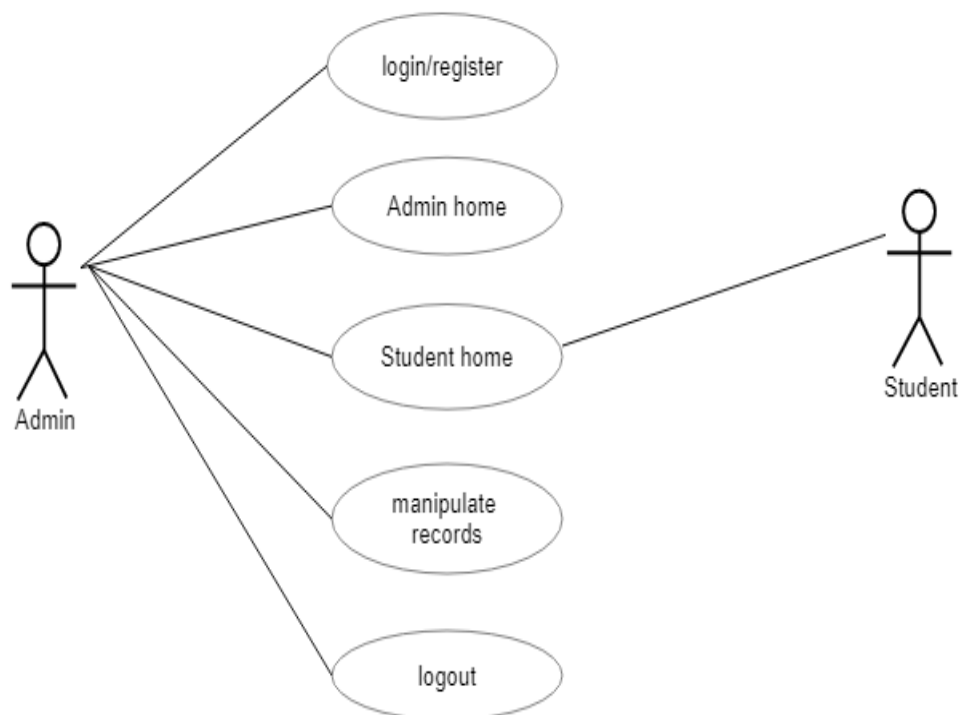 login/register
Admin home
Student home
Student
Admin
manipulate
records
logout